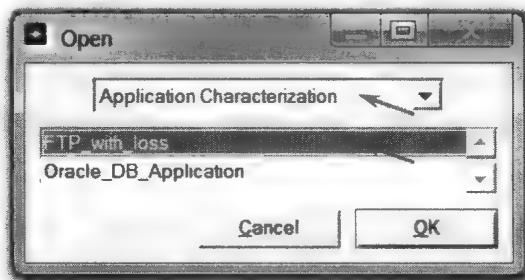 Open
Application Characterization
FTP_with_loss
Oracle_DB_Application
Cancel OK